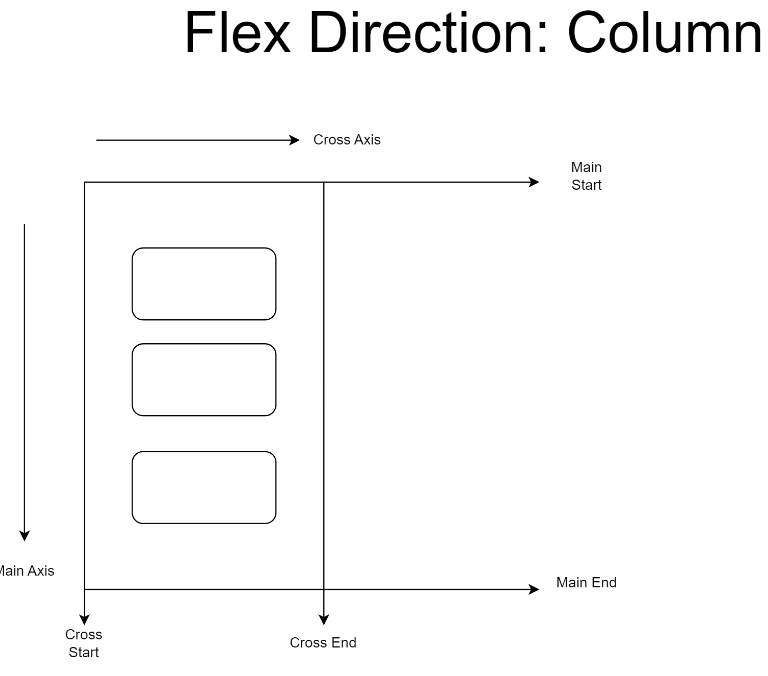 Flex Direction: Column
Cross Axis
Main
Start
Main Axis
Main End
Cross
Start
Cross End